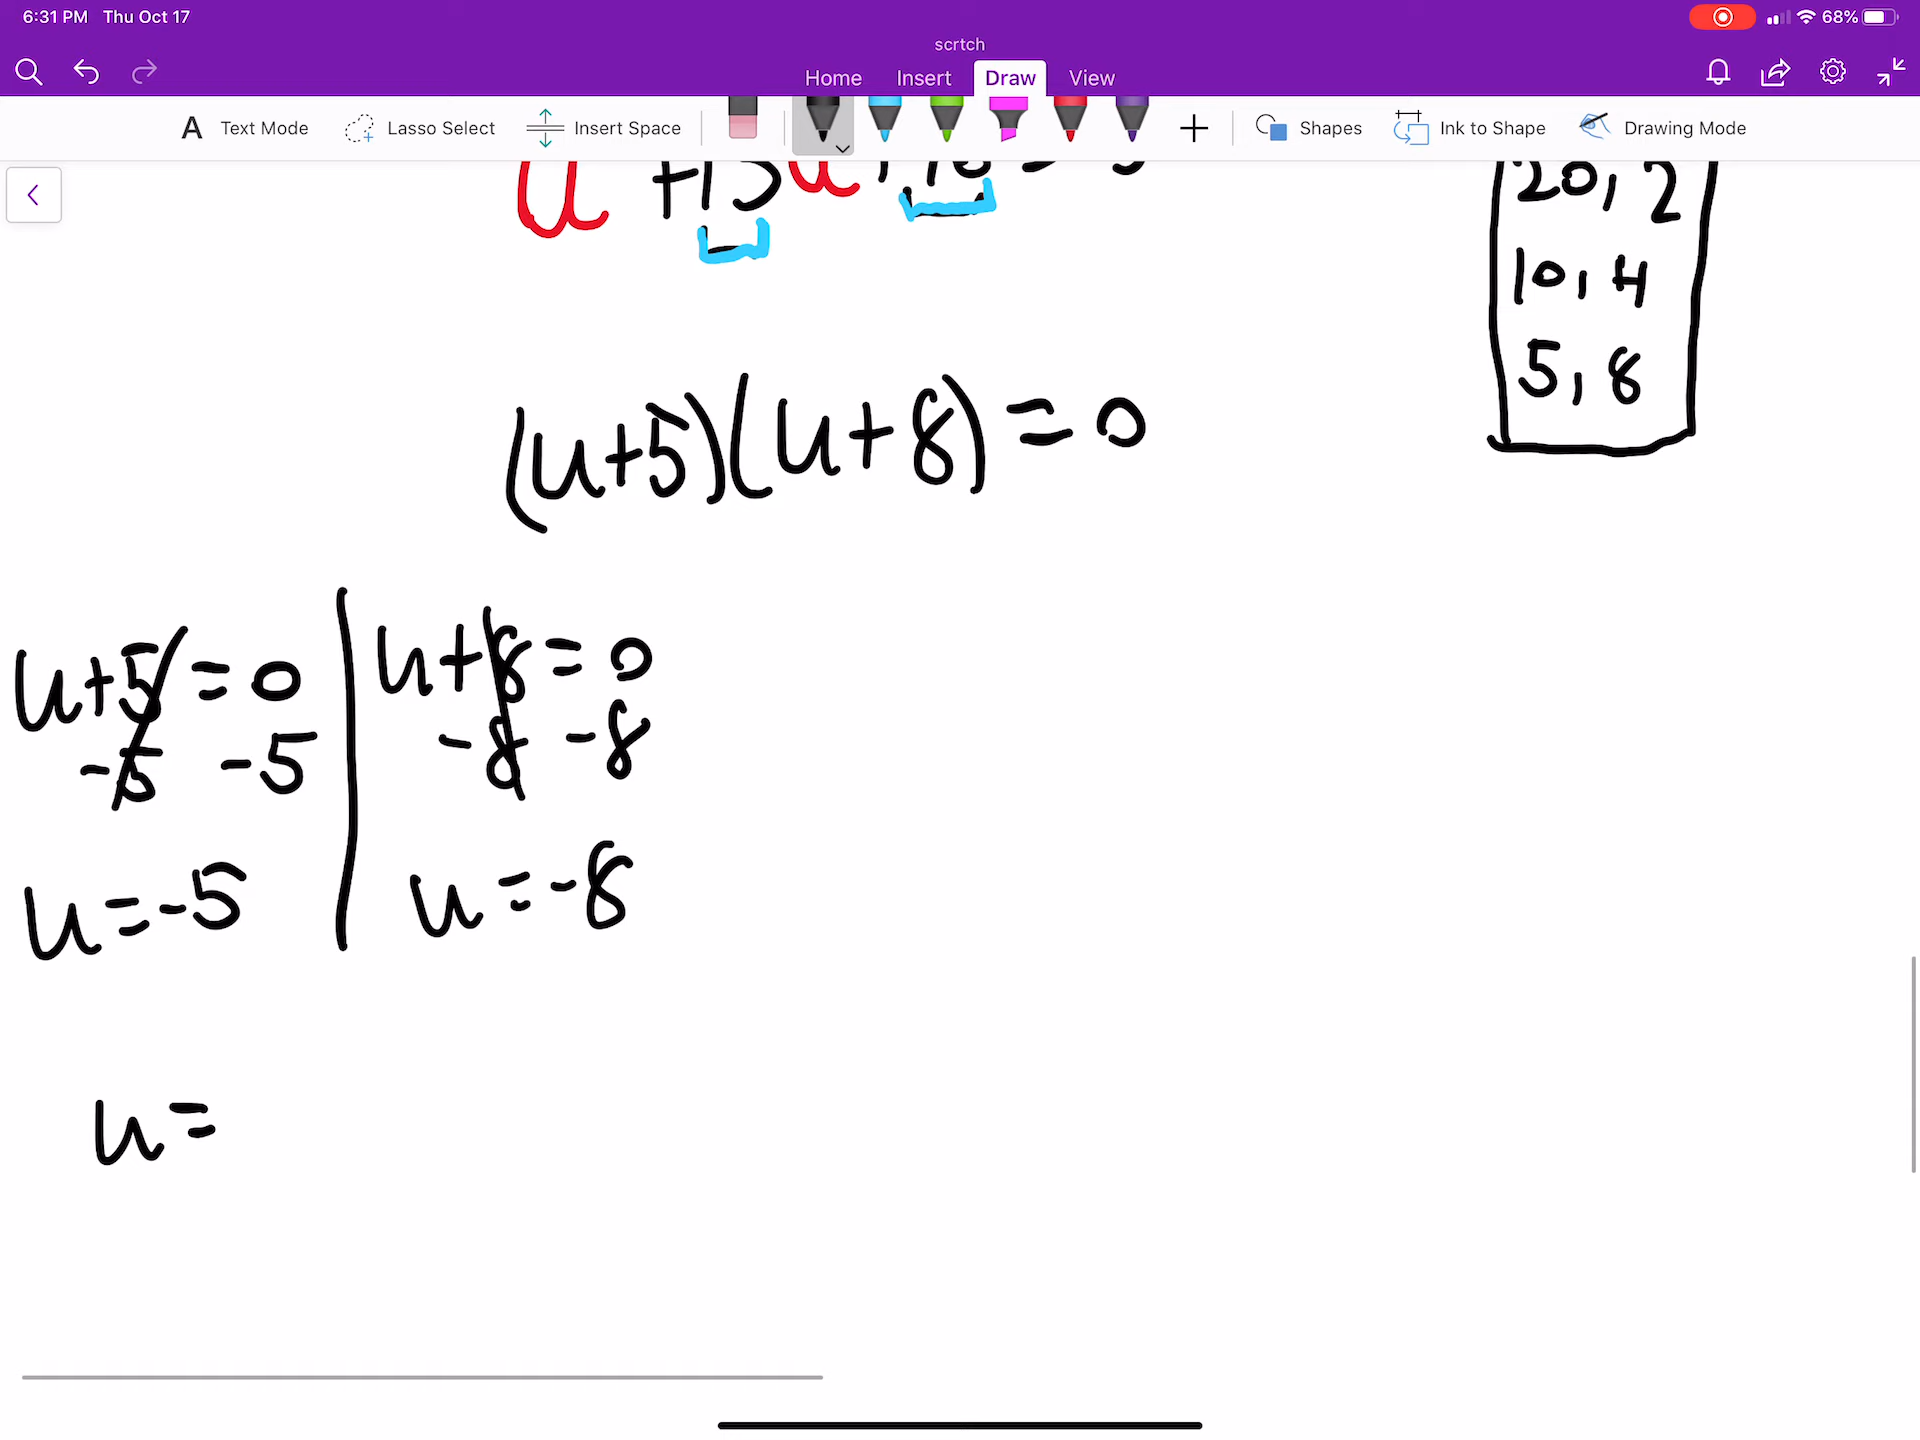 6:31 PM Thu Oct 17
68%
scrtch
Home Insert Draw View
A Text Mode Lasso Select Insert Space Shapes Ink to Shape Drawing Mode
u +13u
20, 2
10, 4
5, 8
(u+5)(u+8)=0
u+5=0
-5 -5
u=-5
u+8=0
-8 -8
u=-8
u=